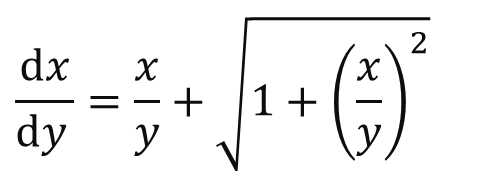 dx/dy = x/y + √(1 + (x/y)²)